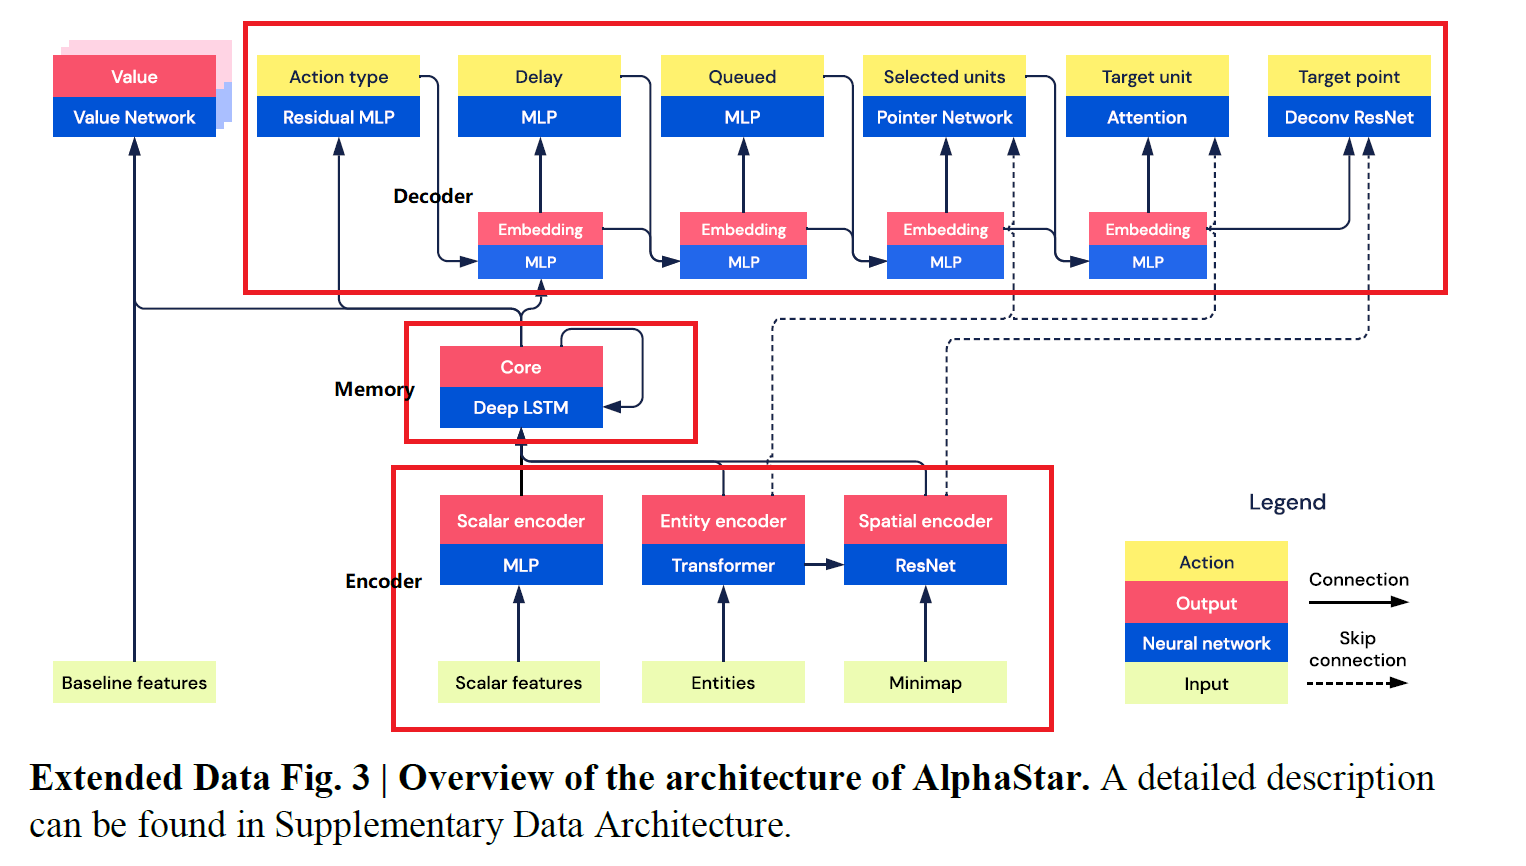 Value
Value Network
Action type
Residual MLP
Delay
MLP
Queued
MLP
Selected units
Pointer Network
Target unit
Attention
Target point
Deconv ResNet
Decoder
Embedding
MLP
Embedding
MLP
Embedding
MLP
Embedding
MLP
Memory
Core
Deep LSTM
Encoder
Scalar encoder
MLP
Entity encoder
Transformer
Spatial encoder
ResNet
Baseline features
Scalar features
Entities
Minimap
Legend
Action
Output
Neural network
Input
Connection
Skip
connection
Extended Data Fig. 3 | Overview of the architecture of AlphaStar. A detailed description
can be found in Supplementary Data Architecture.